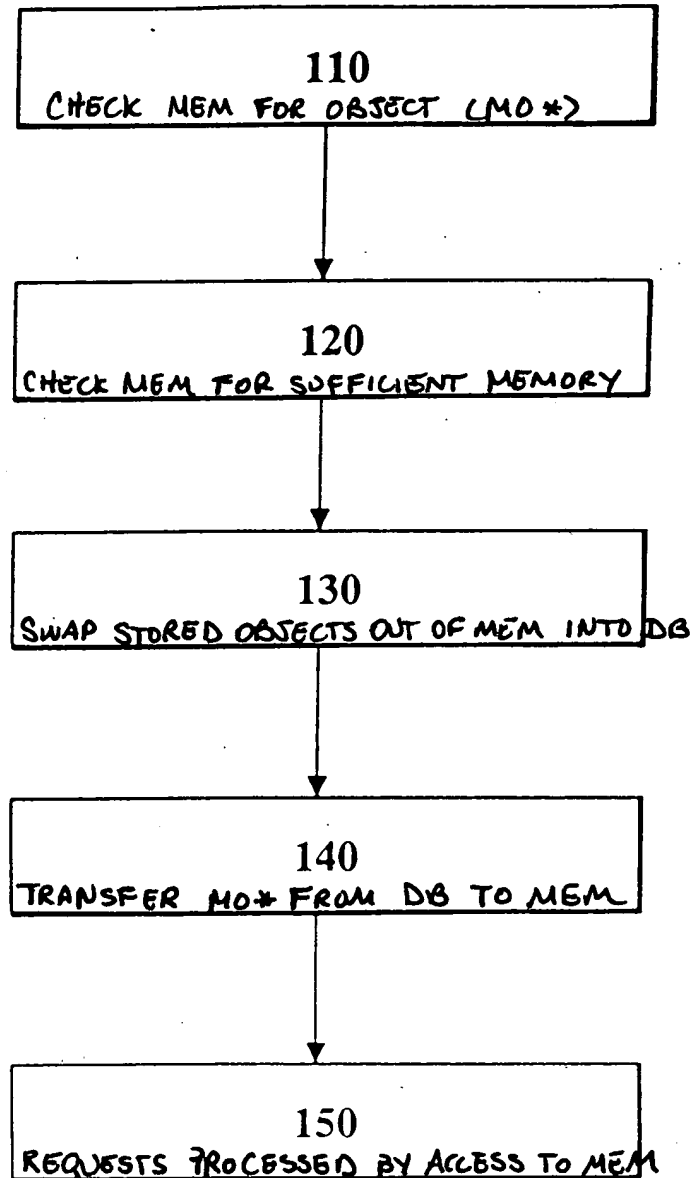 110
CHECK MEM FOR OBJECT (MO*)
120
CHECK MEM FOR SUFFICIENT MEMORY
130
SWAP STORED OBJECTS OUT OF MEM INTO DB
140
TRANSFER MO* FROM DB TO MEM
150
REQUESTS PROCESSED BY ACCESS TO MEM